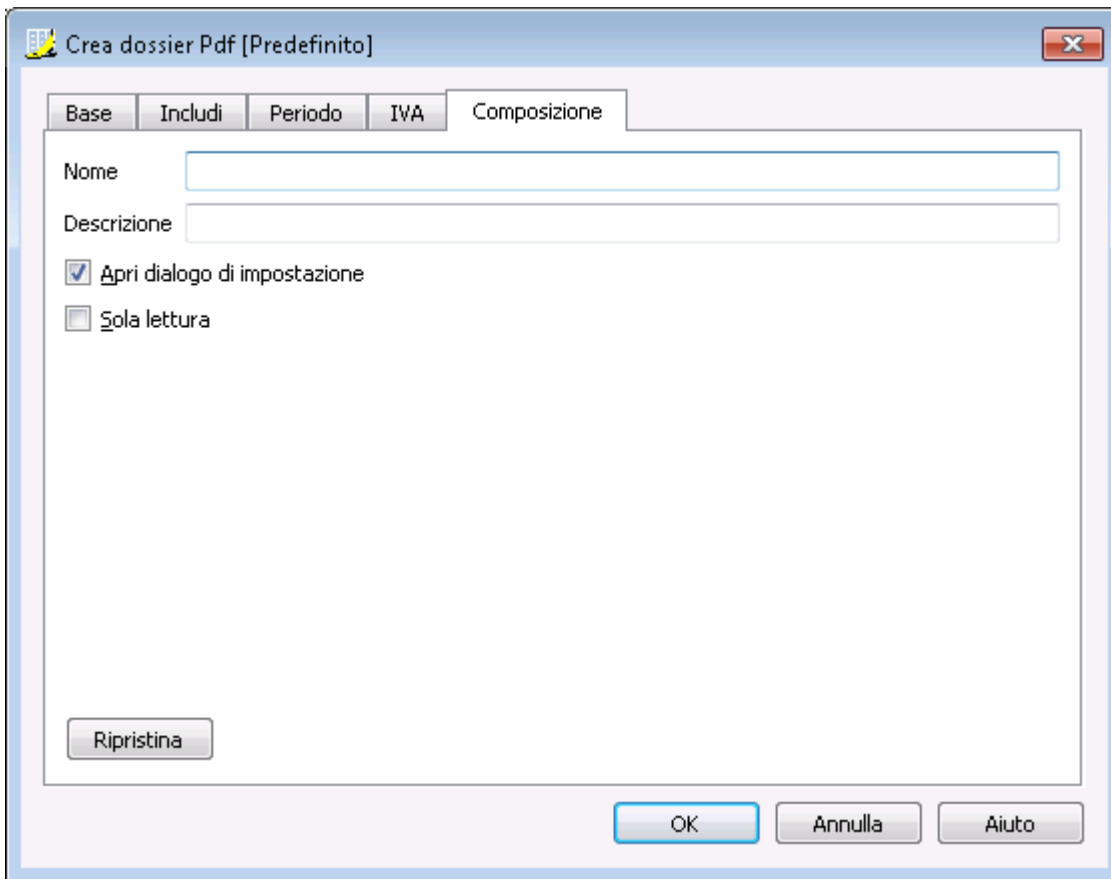 Crea dossier Pdf [Predefinito]
Base Includi Periodo IVA Composizione
Nome
Descrizione
Apri dialogo di impostazione
Sola lettura
Ripristina
OK Annulla Aiuto